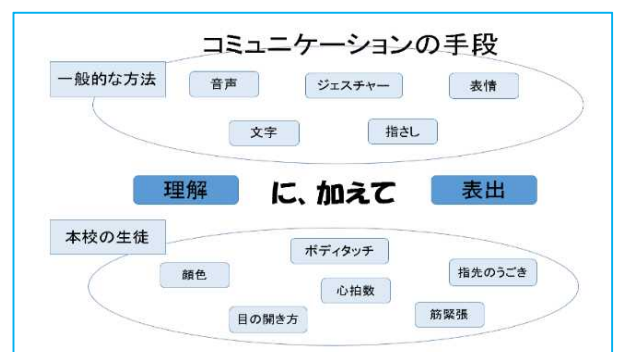 コミュニケーションの手段
一般的な方法
音声
ジェスチャー
表情
文字
指さし
理解
に、加えて
表出
本校の生徒
ボディタッチ
顔色
心拍数
指先のうごき
目の開き方
筋緊張